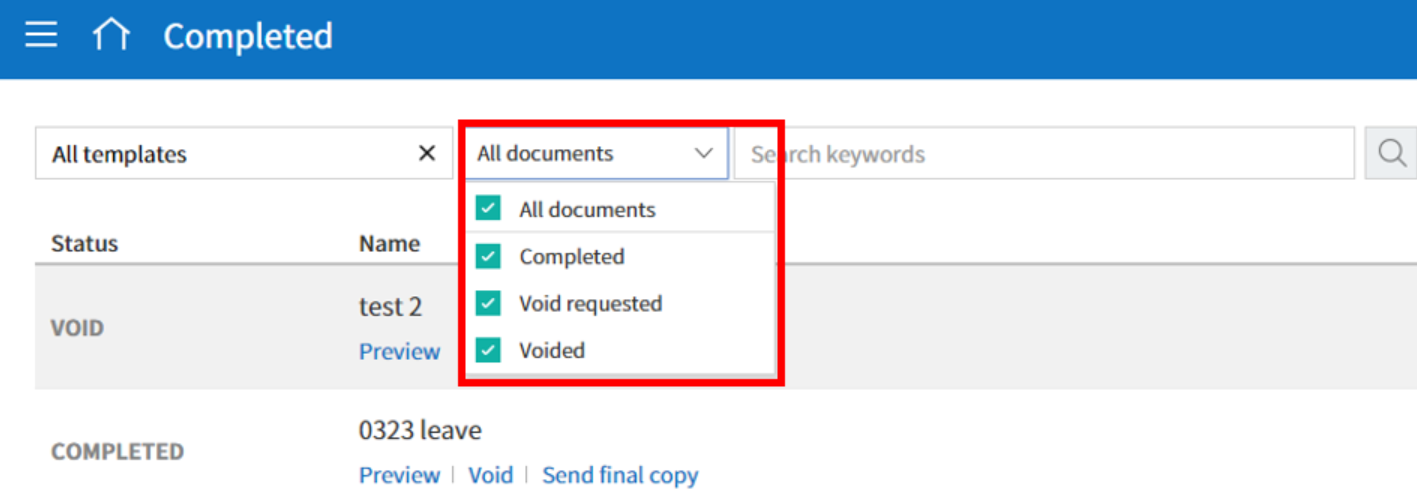 Completed
All templates
All documents
Search keywords
All documents
Status
Name
Completed
test 2
Void requested
VOID
Preview
Voided
0323 leave
COMPLETED
Preview | Void | Send final copy